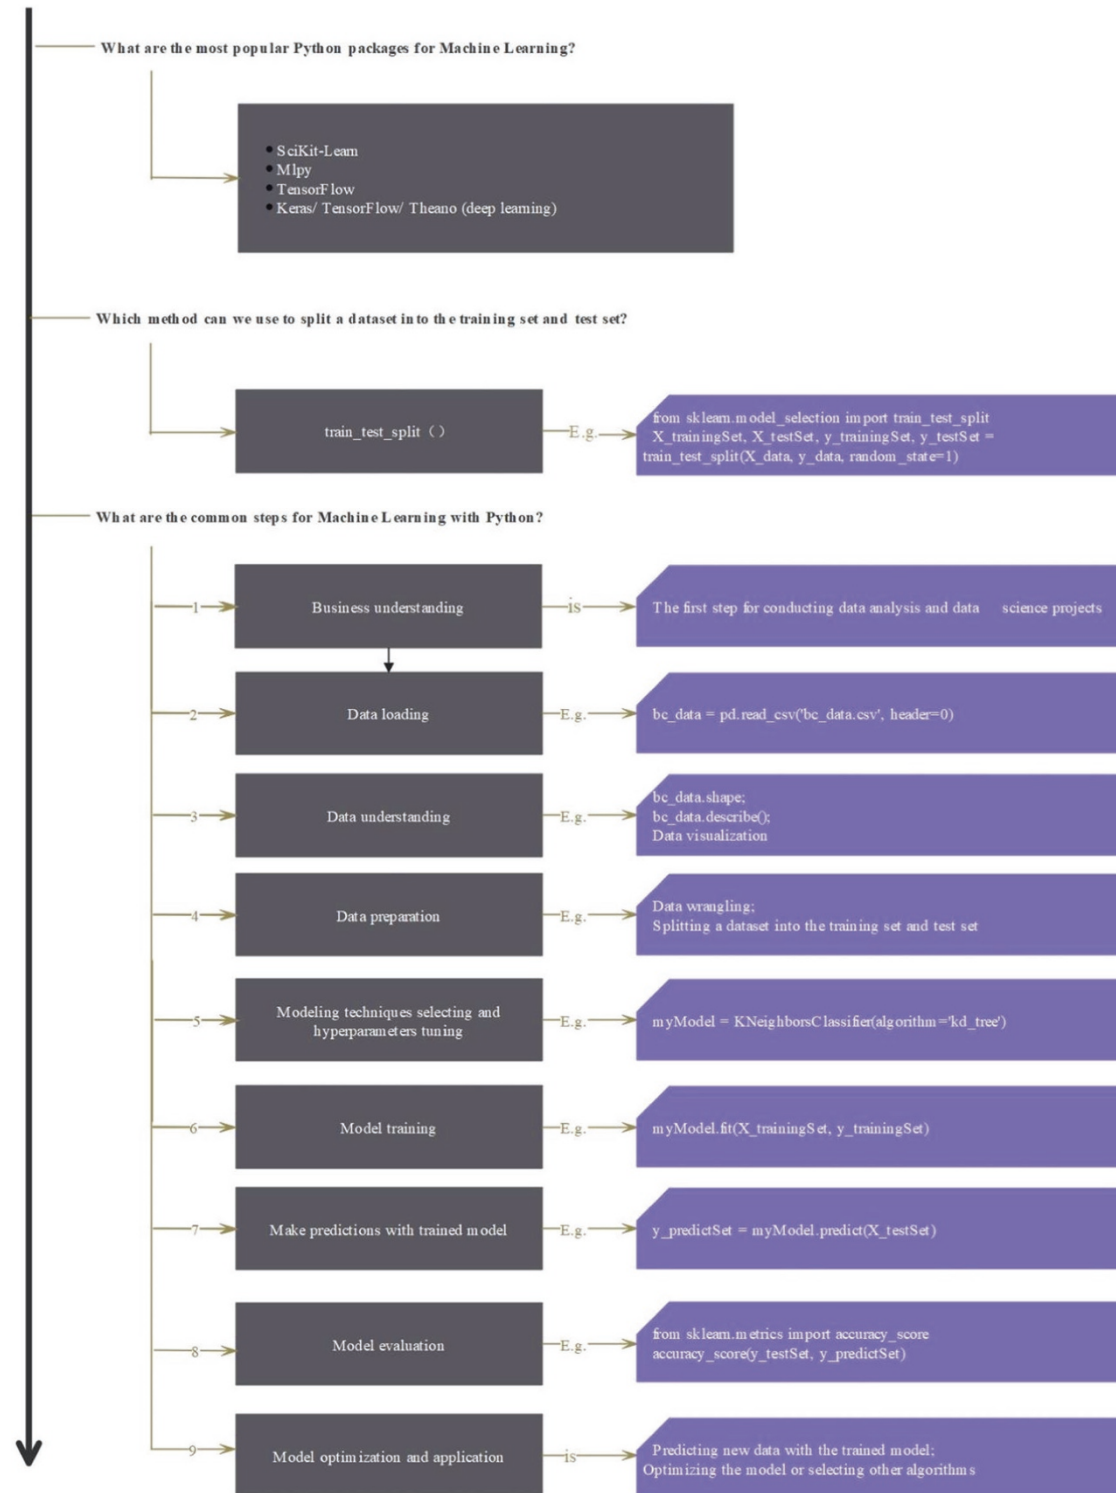 What are the most popular Python packages for Machine Learning?
• SciKit-Learn
• Mlpy
• TensorFlow
• Keras/ TensorFlow/ Theano (deep learning)
Which method can we use to split a dataset into the training set and test set?
train_test_split（）
E.g.
from sklearn.model_selection import train_test_split
X_trainingSet, X_testSet, y_trainingSet, y_testSet =
train_test_split(X_data, y_data, random_state=1)
What are the common steps for Machine Learning with Python?
1
Business understanding
is
The first step for conducting data analysis and data science projects
2
Data loading
E.g.
bc_data = pd.read_csv('bc_data.csv', header=0)
3
Data understanding
E.g.
bc_data.shape;
bc_data.describe();
Data visualization
4
Data preparation
E.g.
Data wrangling;
Splitting a dataset into the training set and test set
5
Modeling techniques selecting and
hyperparameters tuning
E.g.
myModel = KNeighborsClassifier(algorithm='kd_tree')
6
Model training
E.g.
myModel.fit(X_trainingSet, y_trainingSet)
7
Make predictions with trained model
E.g.
y_predictSet = myModel.predict(X_testSet)
8
Model evaluation
E.g.
from sklearn.metrics import accuracy_score
accuracy_score(y_testSet, y_predictSet)
9
Model optimization and application
is
Predicting new data with the trained model;
Optimizing the model or selecting other algorithms